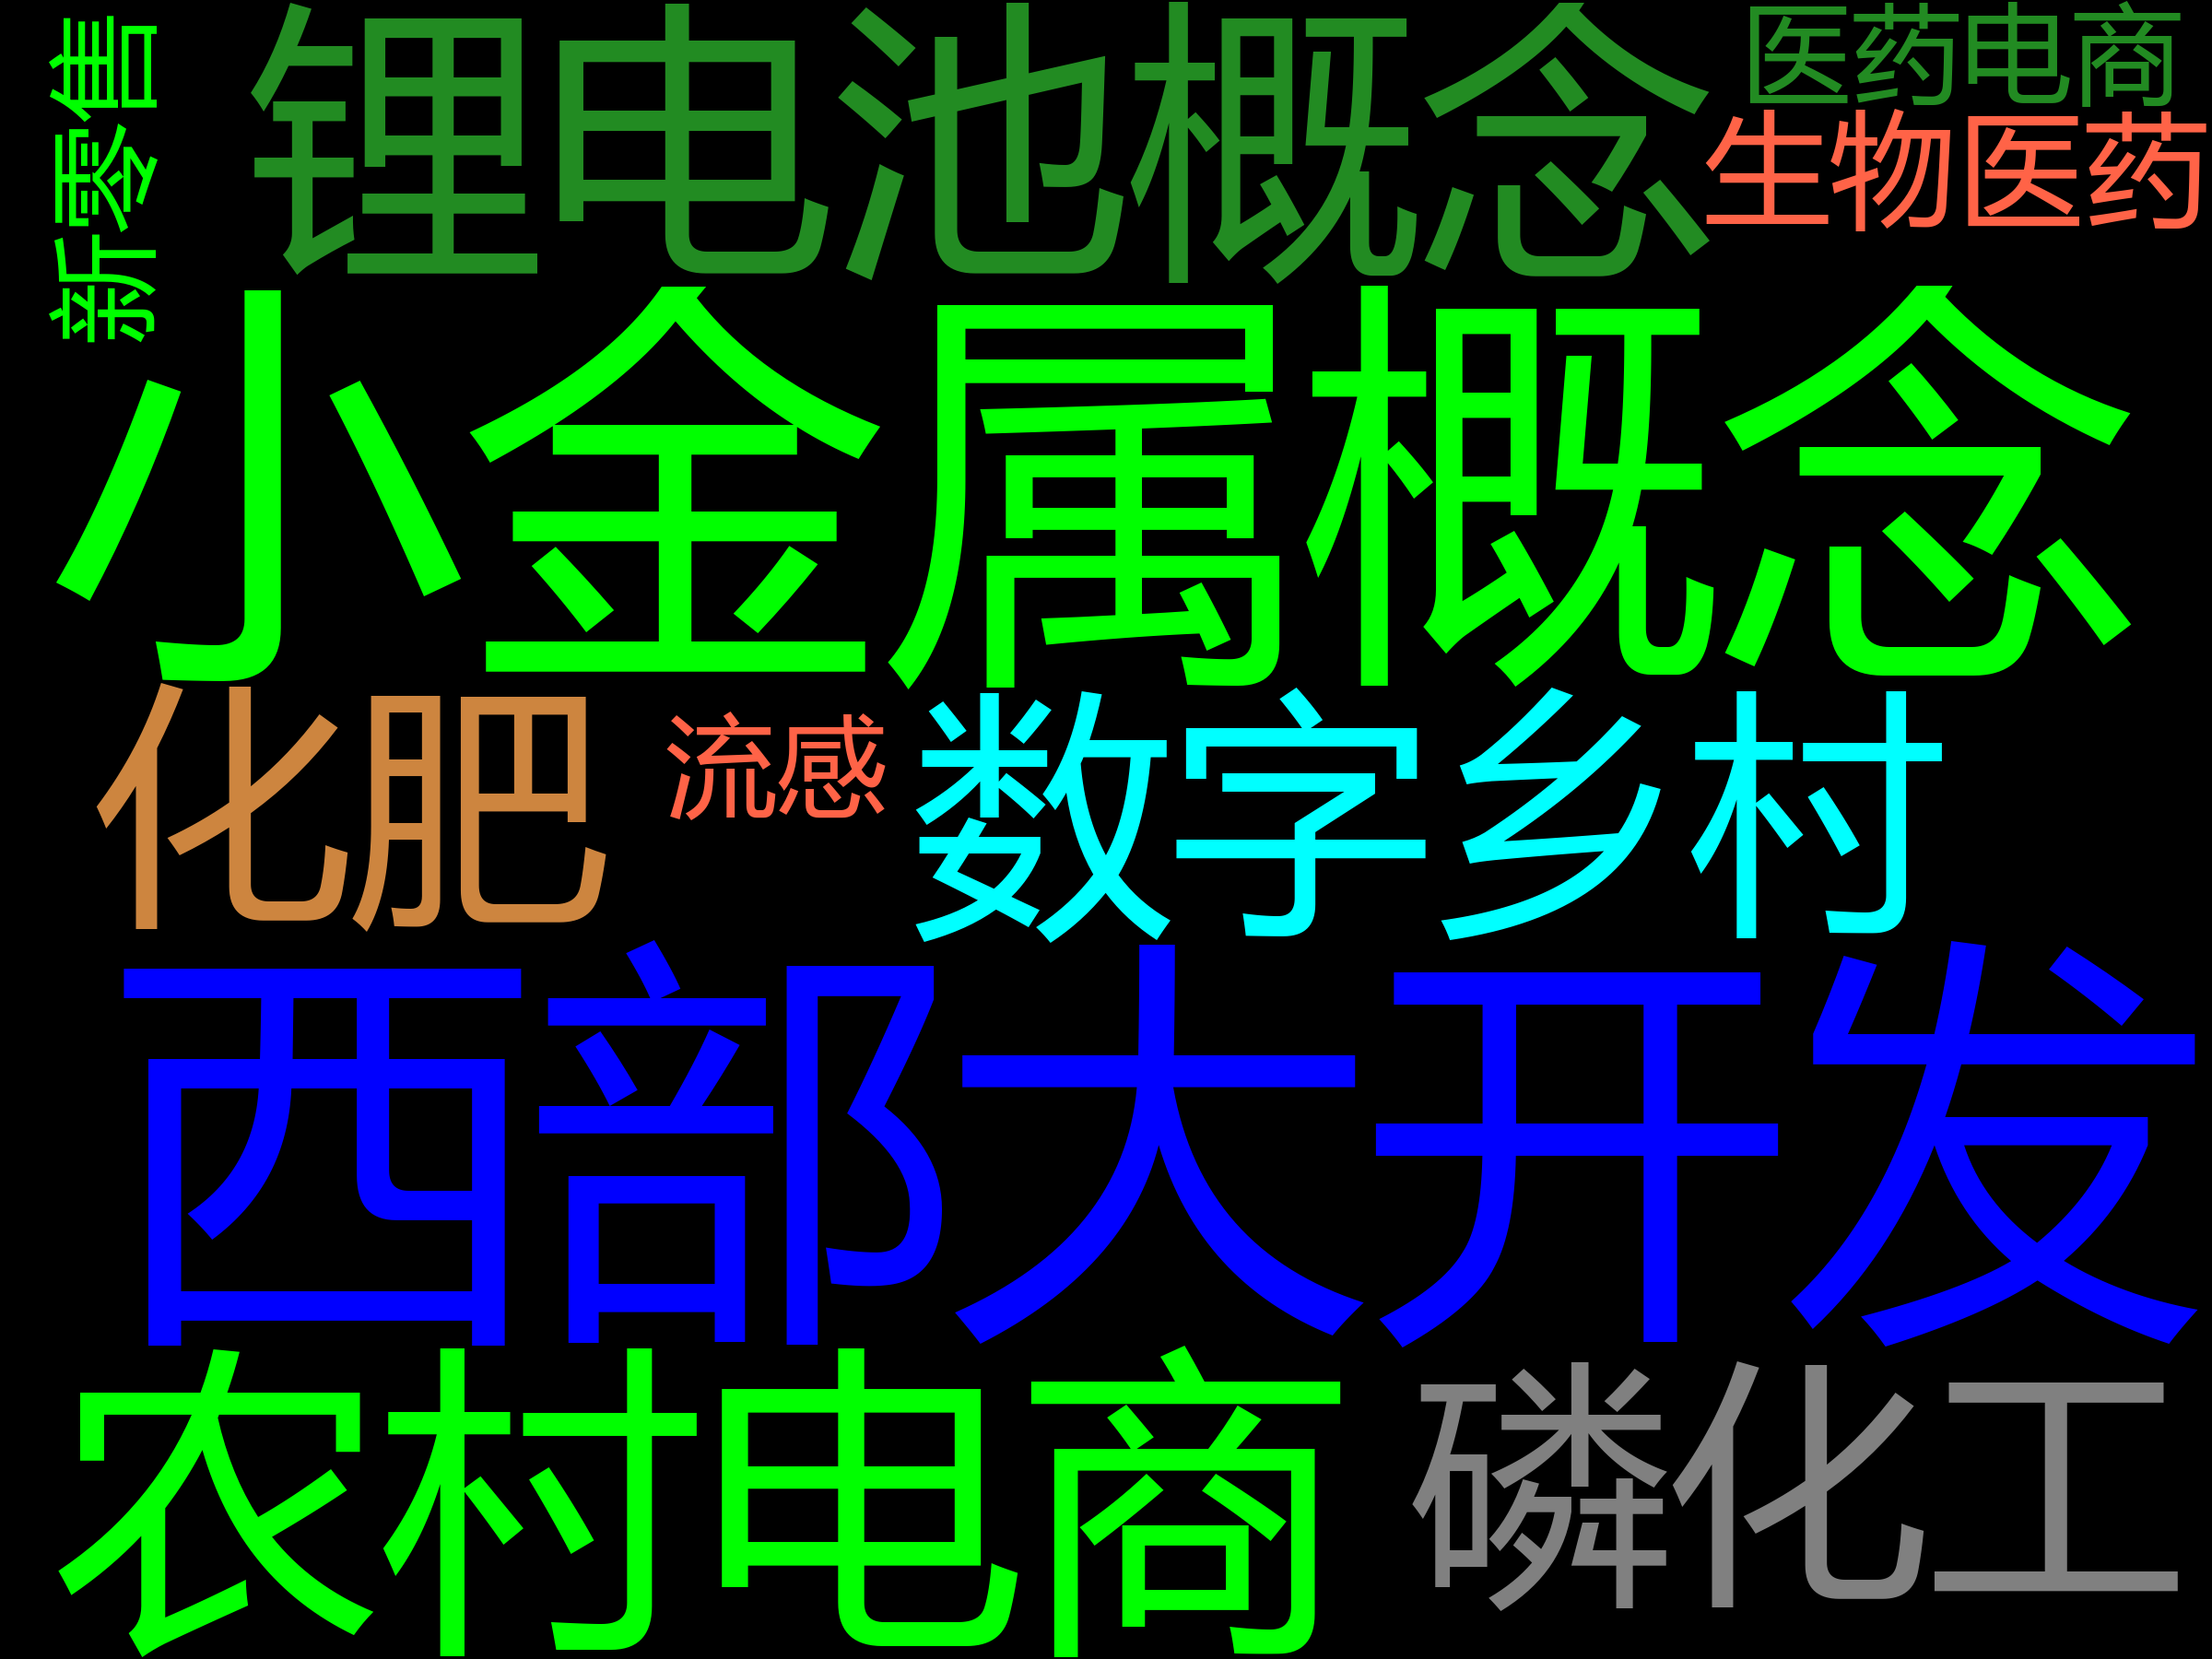 新零售
锂电池概念
医药电商
生物医药
小金属概念
化肥
流感
数字乡村
西部大开发
农村电商
磷化工